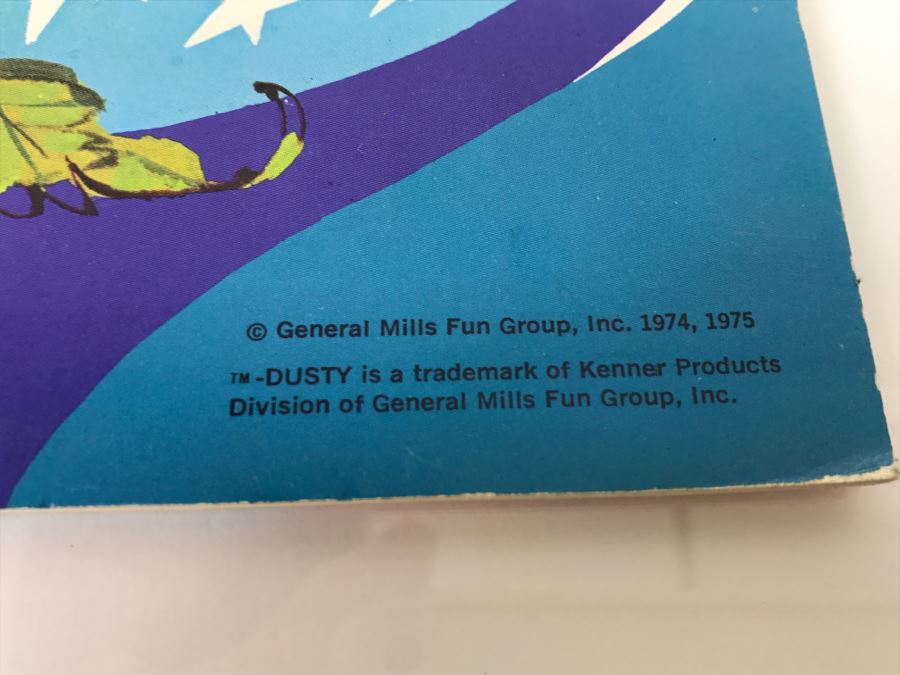 © General Mills Fun Group, Inc. 1974, 1975
™-DUSTY is a trademark of Kenner Products
Division of General Mills Fun Group, Inc.